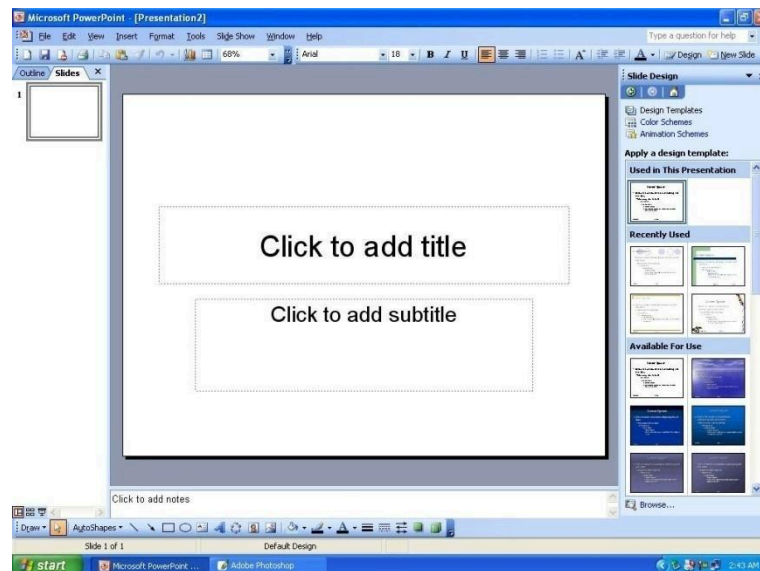 Microsoft PowerPoint - [Presentation2]
File Edit View Insert Format Tools Slide Show Window Help
Type a question for help
68% Arial 18 B I U A A Design New Slide
Outline Slides
1
Click to add title
Click to add subtitle
Click to add notes
Slide Design
Design Templates
Color Schemes
Animation Schemes
Apply a design template:
Used in This Presentation
Recently Used
Available For Use
Browse...
Draw AutoShapes A
Slide 1 of 1 Default Design
start Microsoft PowerPoint ... Adobe Photoshop 2:43 AM